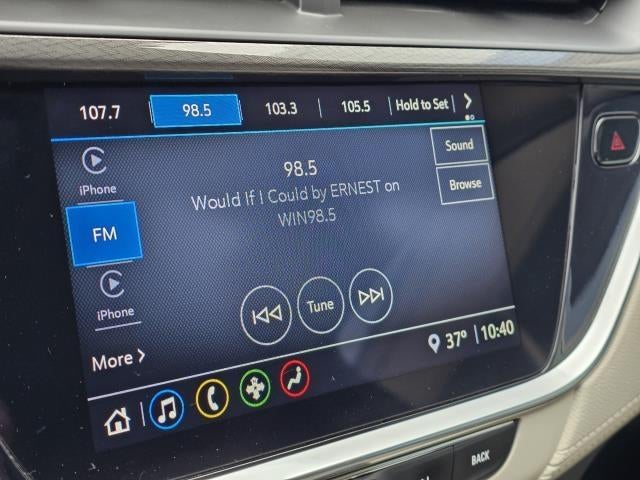 107.7 98.5 103.3 105.5 Hold to Set
iPhone
98.5
Sound
Would If I Could by ERNEST on
WIN98.5
Browse
FM
iPhone
Tune
More
37° 10:40
BACK